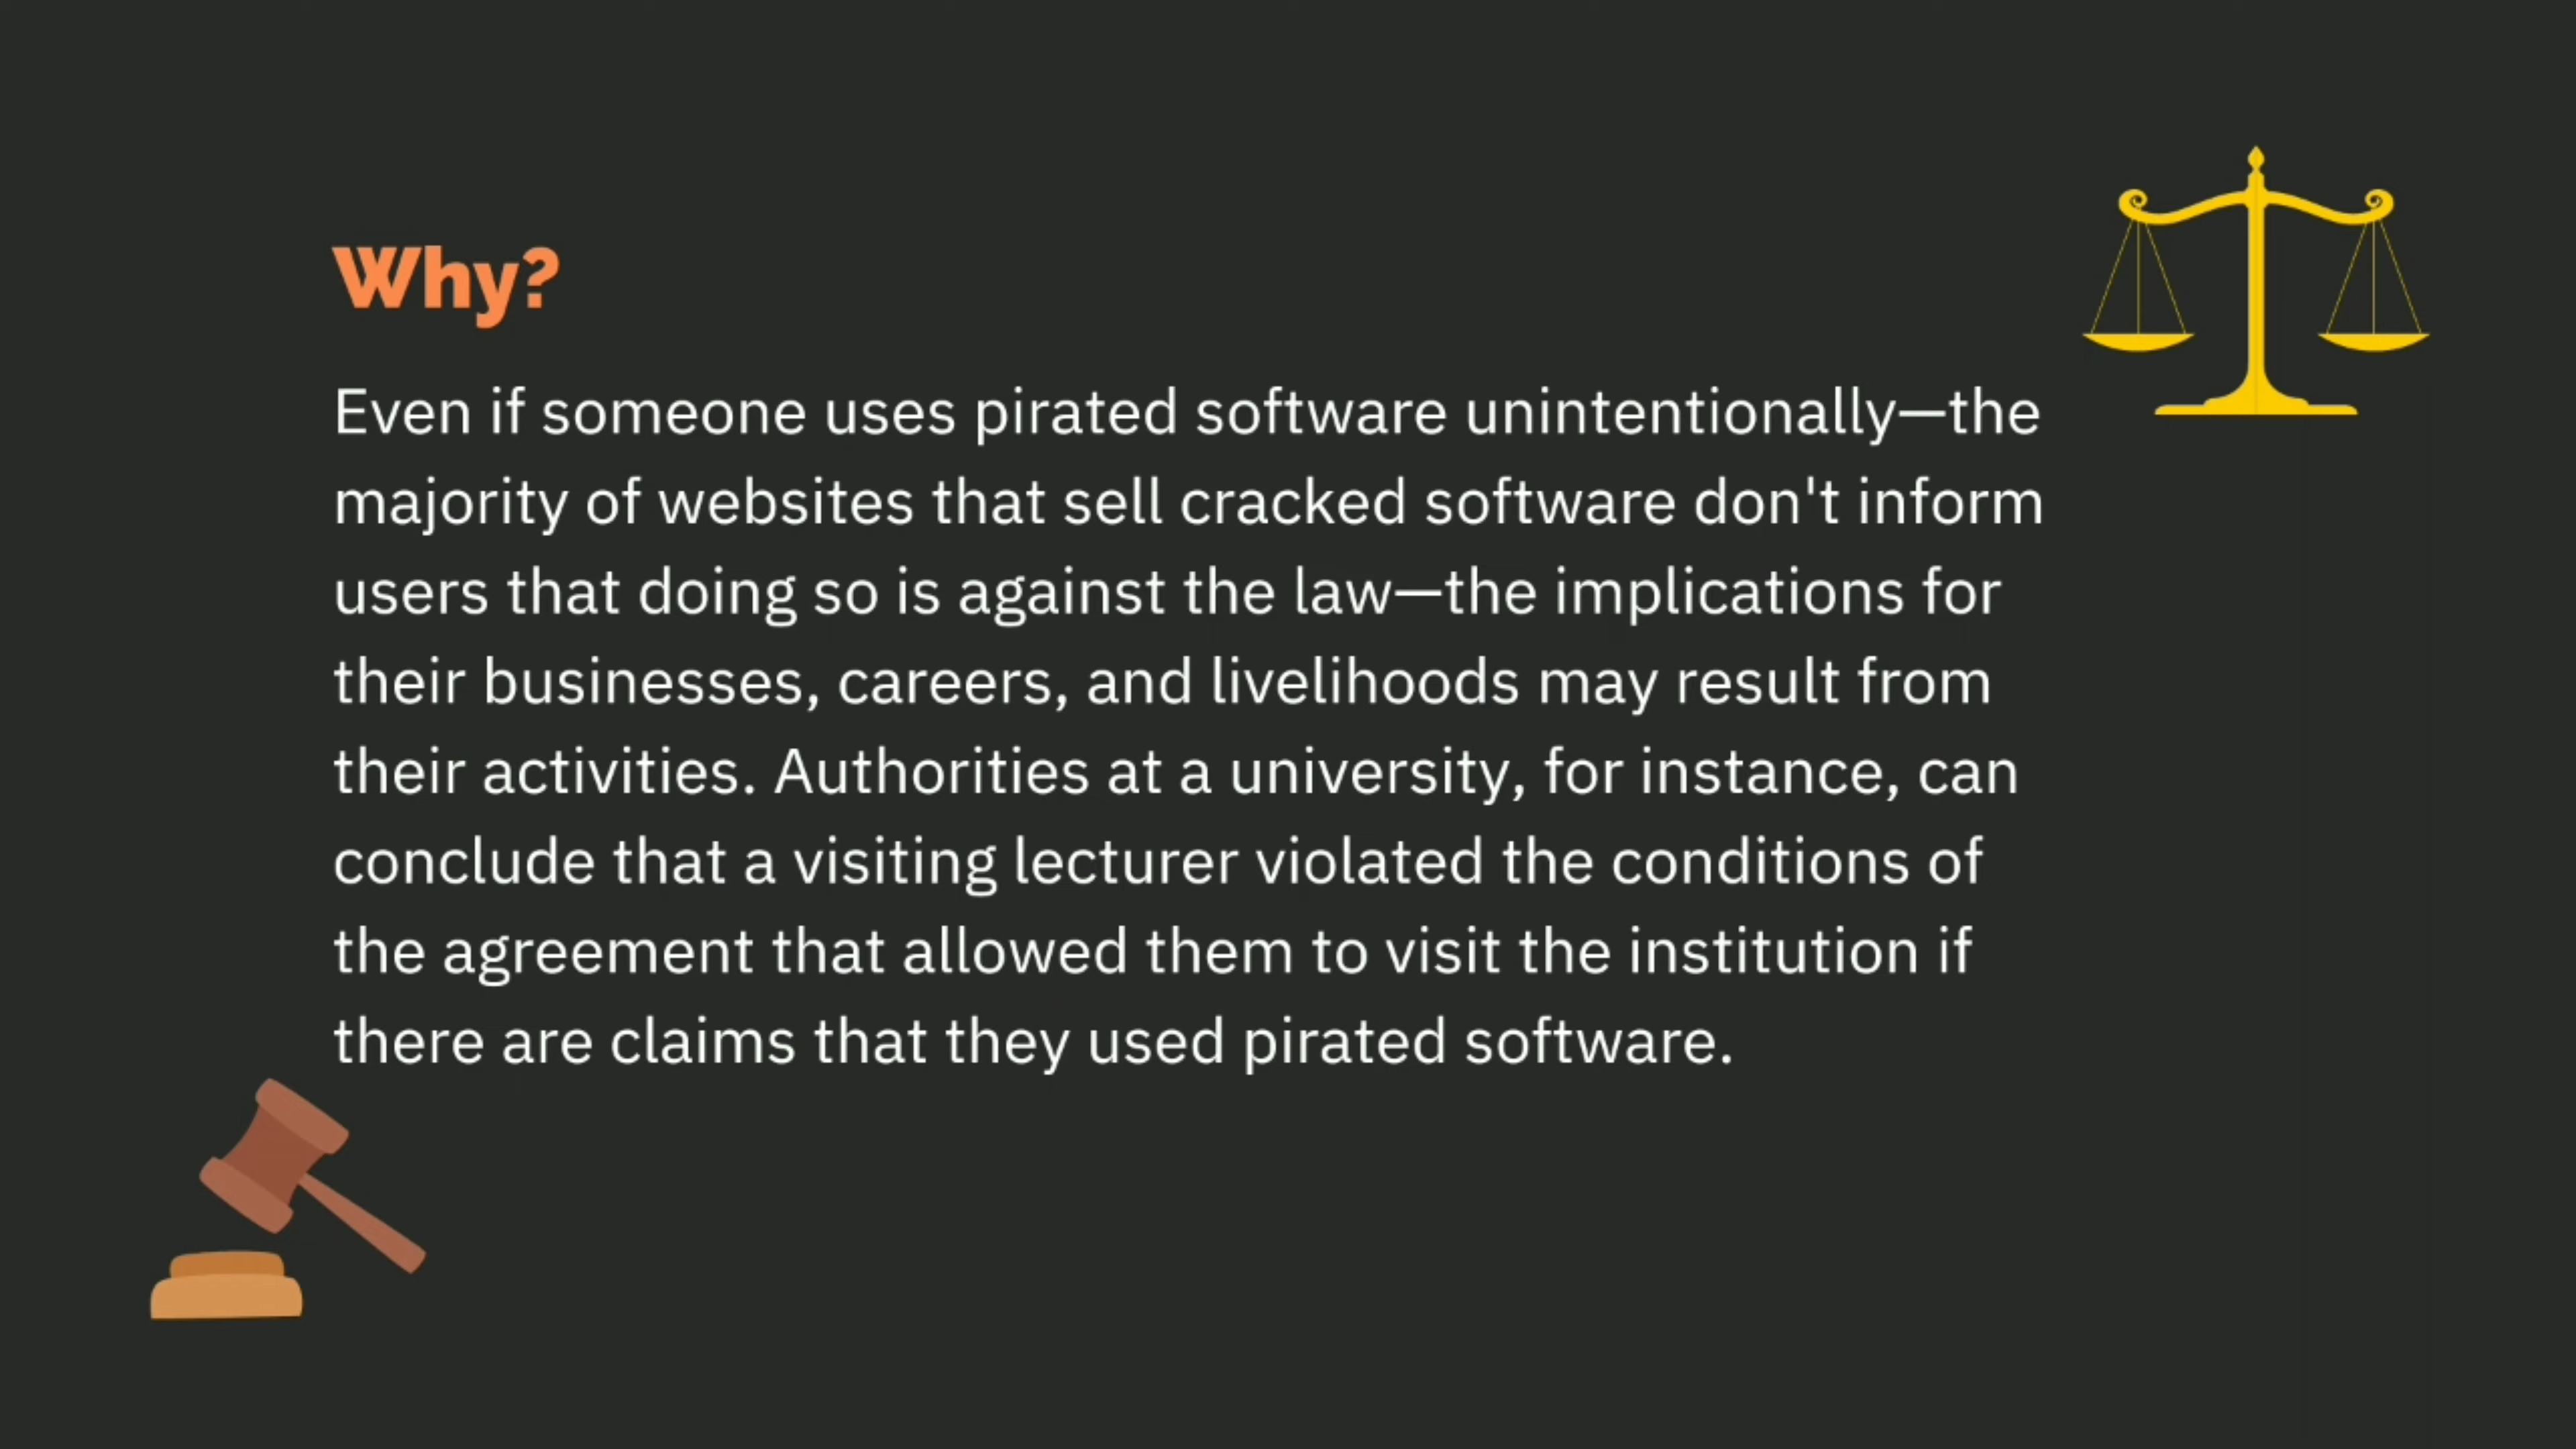 Why?
Even if someone uses pirated software unintentionally—the
majority of websites that sell cracked software don't inform
users that doing so is against the law—the implications for
their businesses, careers, and livelihoods may result from
their activities. Authorities at a university, for instance, can
conclude that a visiting lecturer violated the conditions of
the agreement that allowed them to visit the institution if
there are claims that they used pirated software.